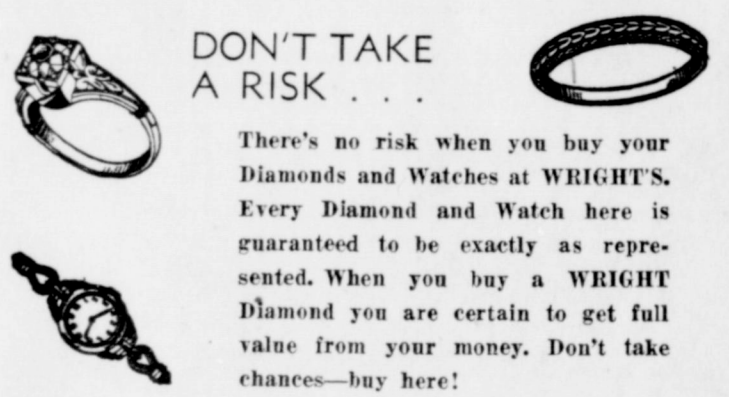 DON'T TAKE
A RISK . . .
There's no risk when you buy your
Diamonds and Watches at WRIGHT'S.
Every Diamond and Watch here is
guaranteed to be exactly as repre-
sented. When you buy a WRIGHT
Diamond you are certain to get full
value from your money. Don't take
chances—buy here!